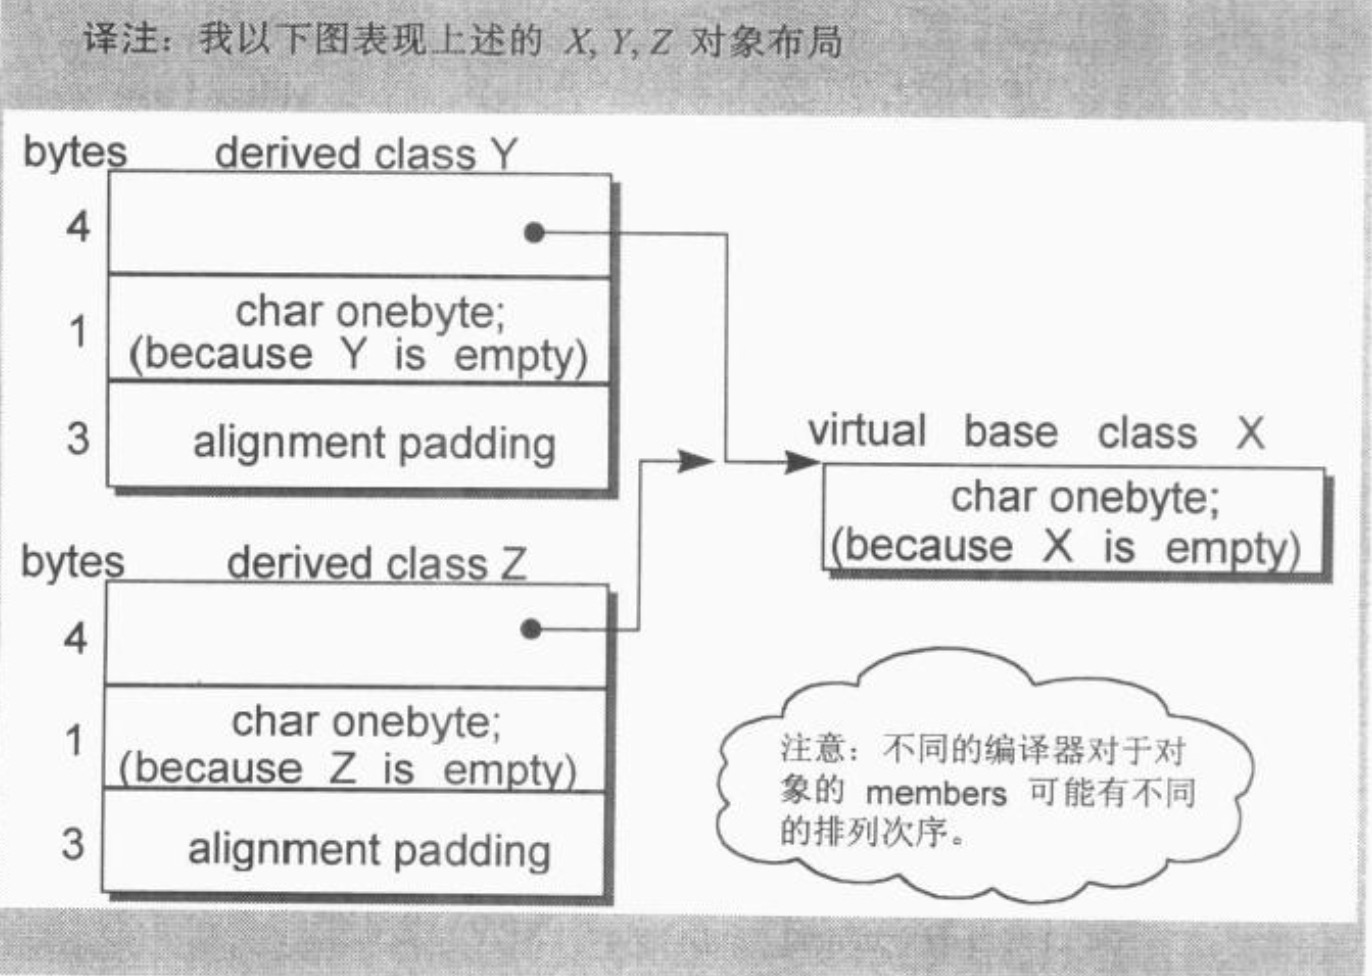 译注：我以下图表现上述的 X, Y, Z 对象布局
bytes derived class Y
4
1 char onebyte;
(because Y is empty)
3 alignment padding
virtual base class X
char onebyte;
(because X is empty)
bytes derived class Z
4
1 char onebyte;
(because Z is empty)
3 alignment padding
注意：不同的编译器对于对
象的 members 可能有不同
的排列次序。